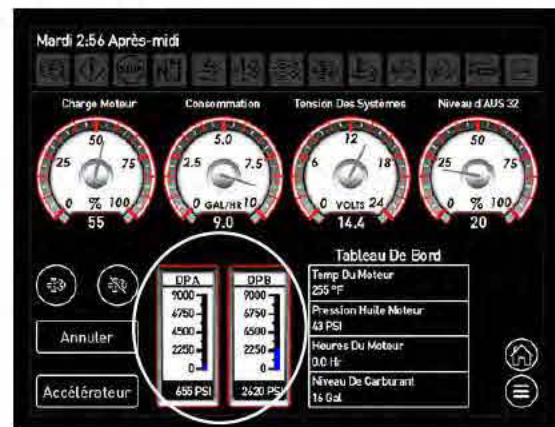 Mardi 2:56 Après-midi
STOP
Charge Moteur
50
25 75
0 % 100
55
Consommation
5.0
2.5 7.5
0 GAL/HR 10
9.0
Tension Des Systèmes
12
6 18
0 VOLTS 24
14.4
Niveau d'AUS 32
50
25 75
0 % 100
20
Annuler
Accélérateur
DPA
9000
6750
4500
2250
0
655 PSI
DPB
9000
6750
6500
2250
0
2620 PSI
Tableau De Bord
Temp Du Moteur
255 °F
Pression Huile Moteur
43 PSI
Heures Du Moteur
0.0 Hr
Niveau De Carburant
16 Gal